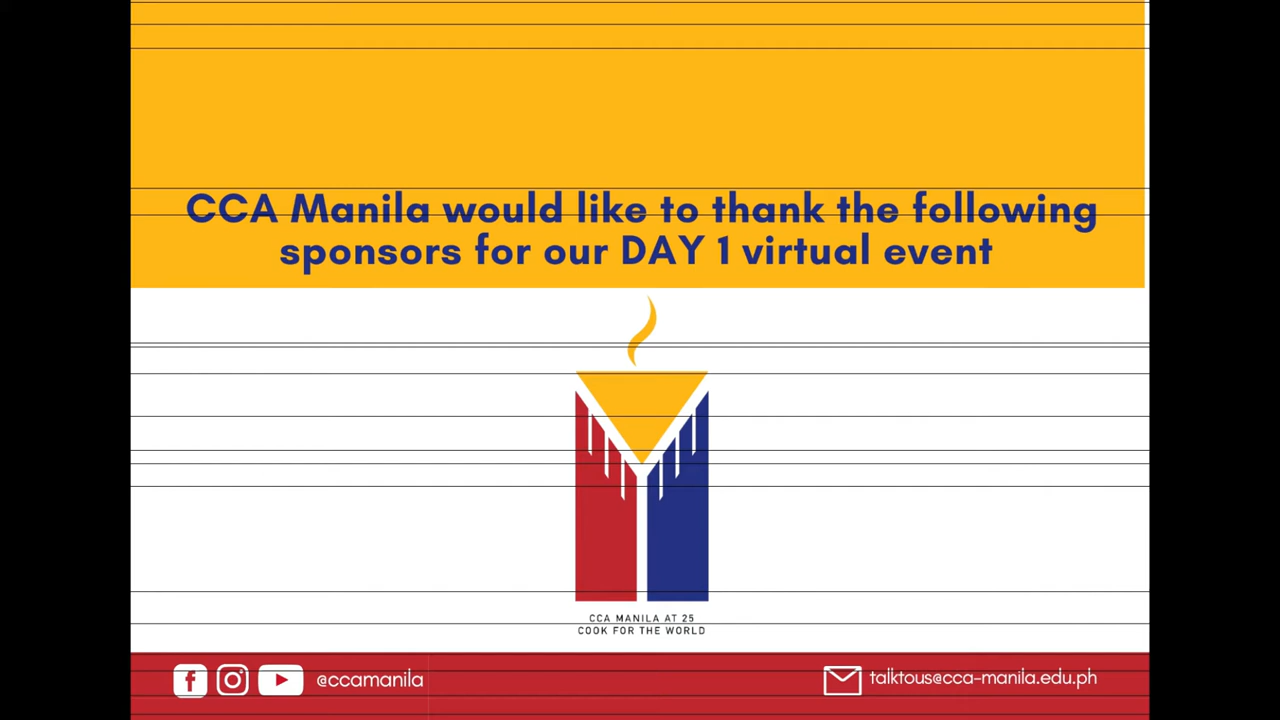 CCA Manila would like to thank the following
sponsors for our DAY 1 virtual event
CCA MANILA AT 25
COOK FOR THE WORLD
@ccamanila
talktous@cca-manila.edu.ph